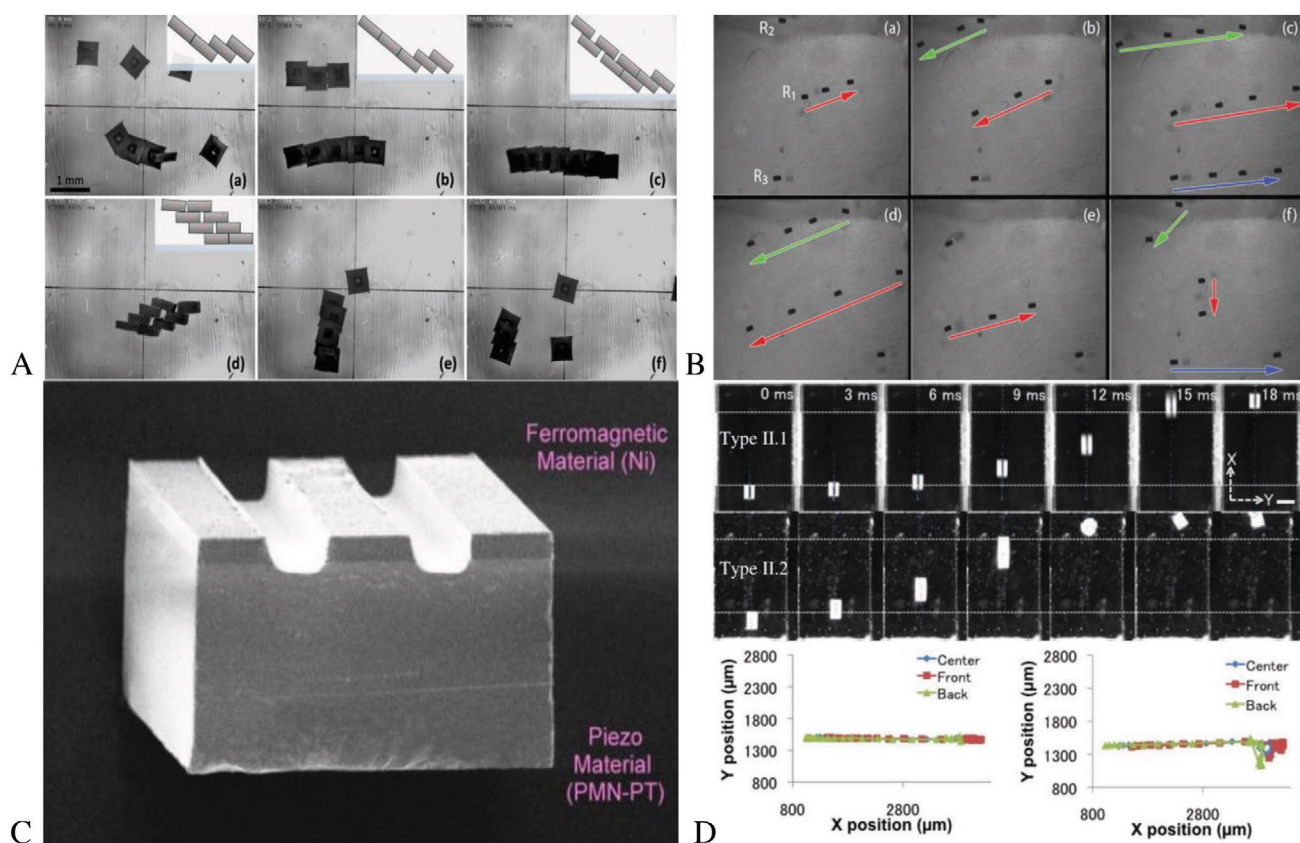 A
(a)
1 mm
(b)
(c)
(d)
(e)
(f)
B
R2
R1
R3
(a)
(b)
(c)
(d)
(e)
(f)
C
Ferromagnetic
Material (Ni)
Piezo
Material
(PMN-PT)
D
0 ms
3 ms
6 ms
9 ms
12 ms
15 ms
18 ms
Type II.1
X
Y
Type II.2
2800
2300
1800
1300
800
Y position (µm)
Center
Front
Back
800
2800
X position (µm)
2800
2300
1800
1300
800
Y position (µm)
Center
Front
Back
800
2800
X position (µm)